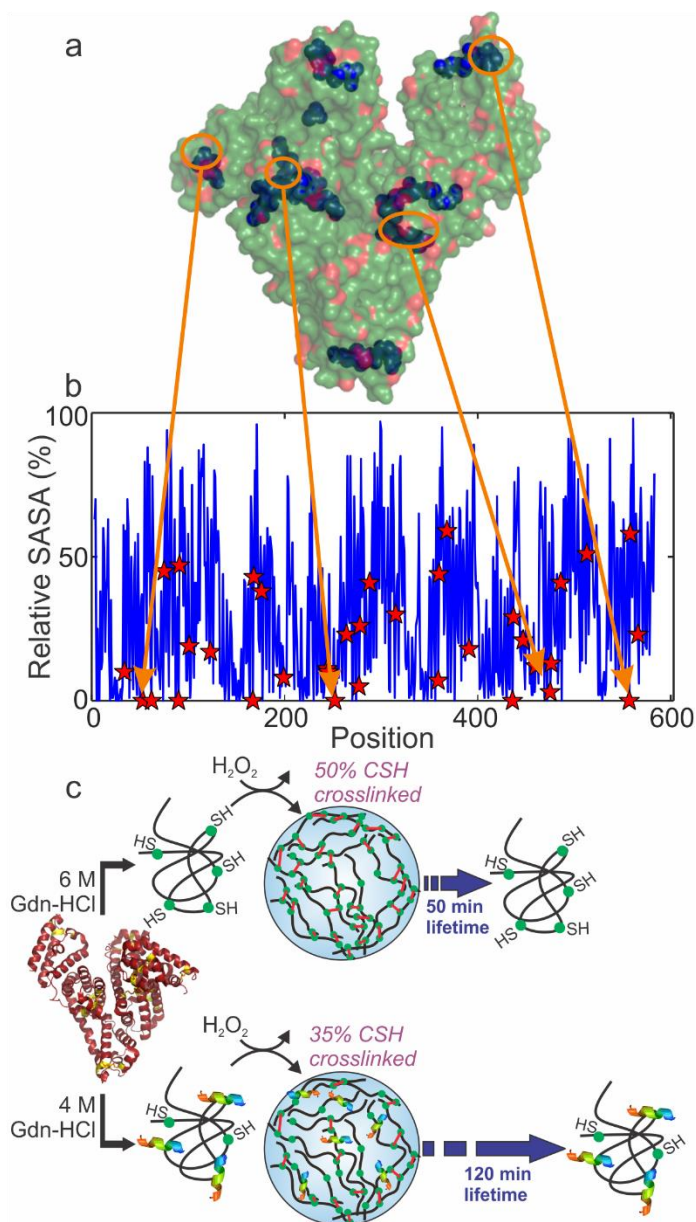 a
b
100
50
0
Relative SASA (%)
0
200
400
600
Position
c
H2O2
50% CSH
crosslinked
SH
HS
SH
HS
SH
6 M
Gdn-HCl
50 min
lifetime
SH
HS
SH
HS
SH
H2O2
35% CSH
crosslinked
4 M
Gdn-HCl
HS
SH
120 min
lifetime
HS
SH